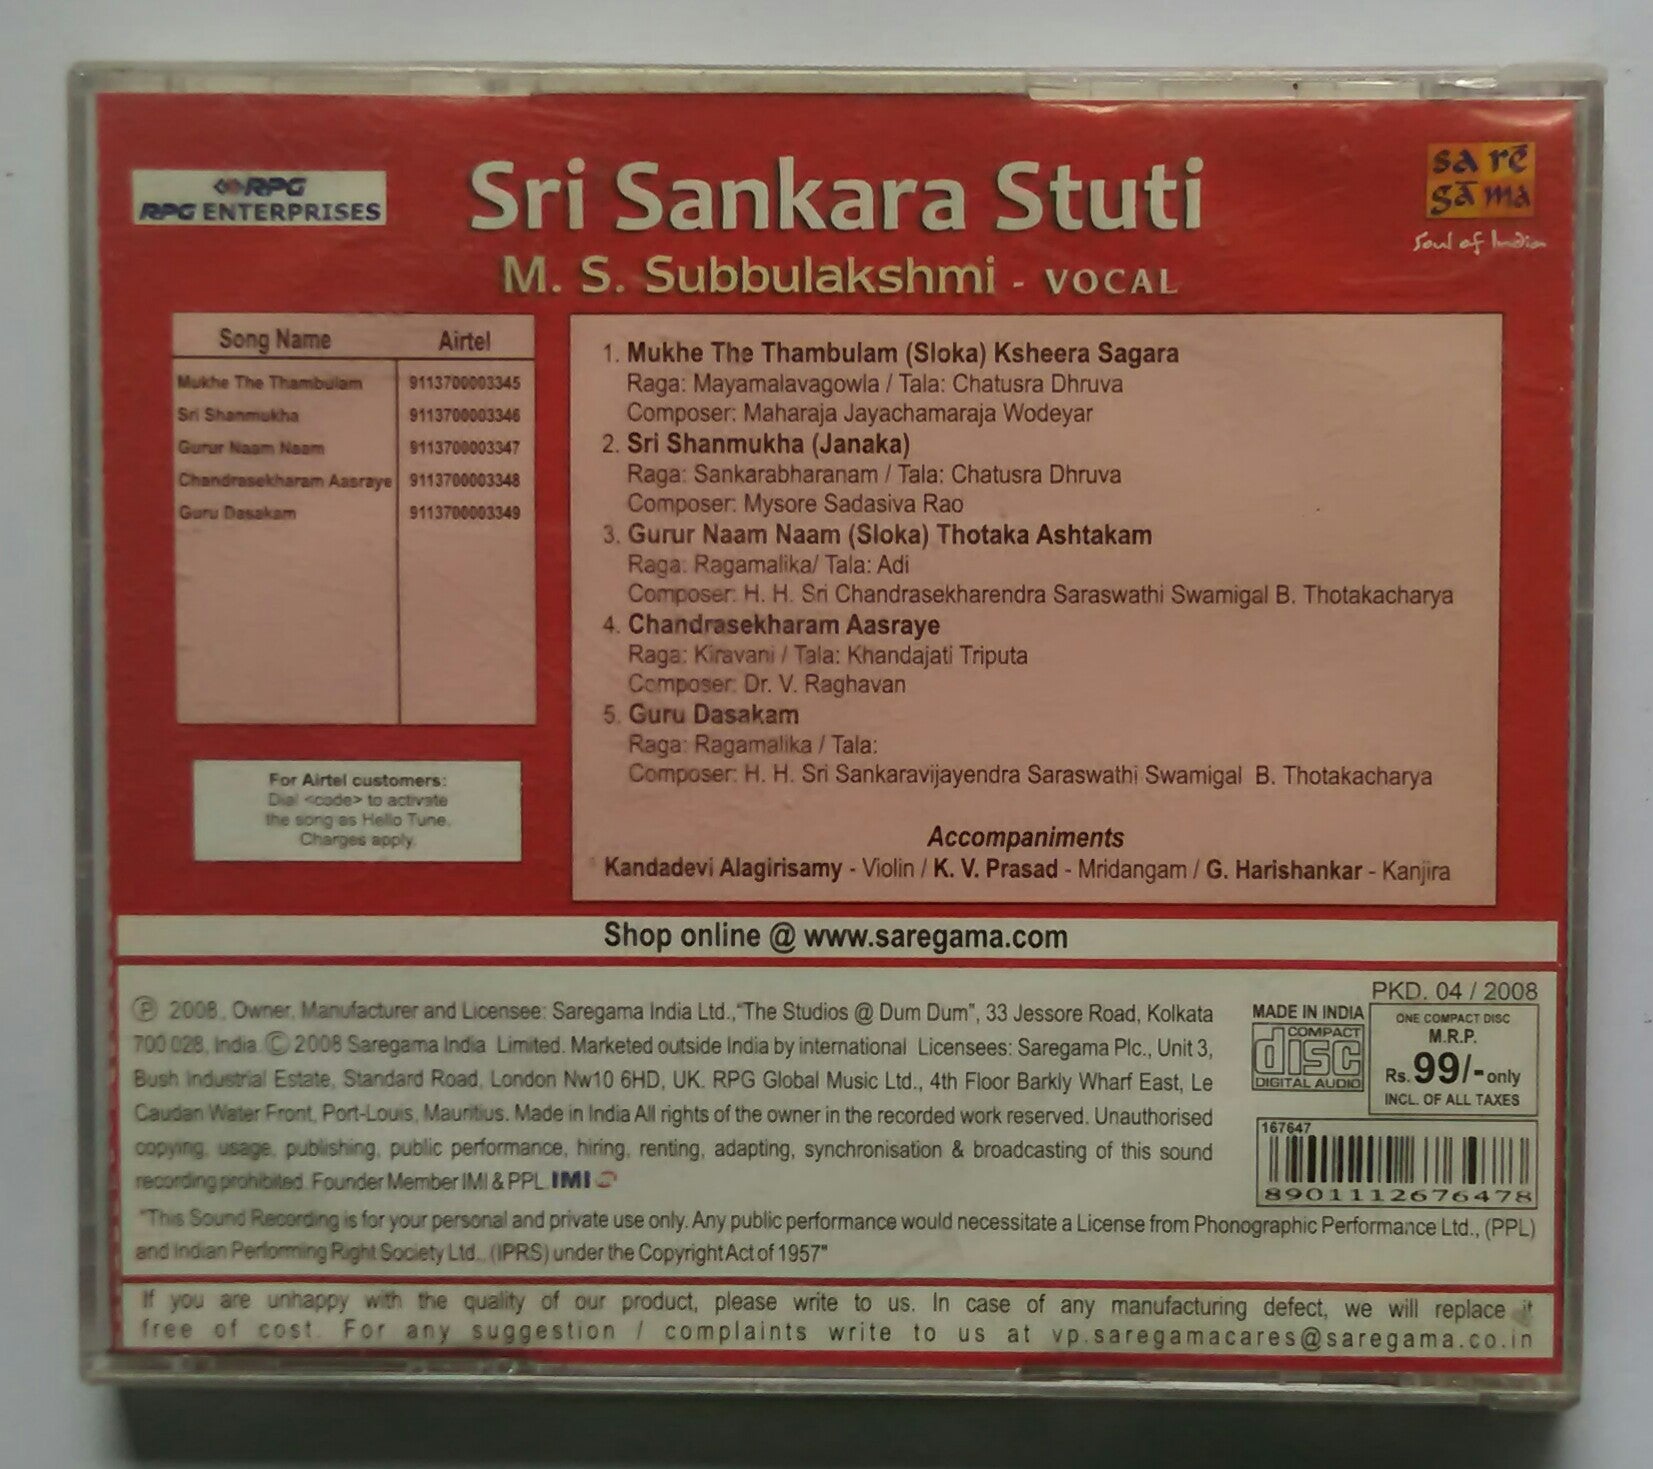 RPG
RPG ENTERPRISES
Sri Sankara Stuti
M. S. Subbulakshmi - VOCAL
sa rē
gā ma
Soul of India
Song Name Airtel
Mukhe The Thambulam 9113700003345
Sri Shanmukha 9113700003346
Gurur Naam Naam 9113700003347
Chandrasekharam Aasraye 9113700003348
Guru Dasakam 9113700003349
For Airtel customers:
Dial <code> to activate
the song as Hello Tune.
Charges apply.
1. Mukhe The Thambulam (Sloka) Ksheera Sagara
Raga: Mayamalavagowla / Tala: Chatusra Dhruva
Composer: Maharaja Jayachamaraja Wodeyar
2. Sri Shanmukha (Janaka)
Raga: Sankarabharanam / Tala: Chatusra Dhruva
Composer: Mysore Sadasiva Rao
3. Gurur Naam Naam (Sloka) Thotaka Ashtakam
Raga: Ragamalika/ Tala: Adi
Composer: H. H. Sri Chandrasekharendra Saraswathi Swamigal B. Thotakacharya
4. Chandrasekharam Aasraye
Raga: Kiravani / Tala: Khandajati Triputa
Composer: Dr. V. Raghavan
5. Guru Dasakam
Raga: Ragamalika / Tala:
Composer: H. H. Sri Sankaravijayendra Saraswathi Swamigal B. Thotakacharya
Accompaniments
Kandadevi Alagirisamy - Violin / K. V. Prasad - Mridangam / G. Harishankar - Kanjira
Shop online @ www.saregama.com
℗ 2008, Owner, Manufacturer and Licensee: Saregama India Ltd.,"The Studios @ Dum Dum", 33 Jessore Road, Kolkata
700 028, India. © 2008 Saregama India Limited. Marketed outside India by international Licensees: Saregama Plc., Unit 3,
Bush Industrial Estate, Standard Road, London Nw10 6HD, UK. RPG Global Music Ltd., 4th Floor Barkly Wharf East, Le
Caudan Water Front, Port-Louis, Mauritius. Made in India All rights of the owner in the recorded work reserved. Unauthorised
copying, usage, publishing, public performance, hiring, renting, adapting, synchronisation & broadcasting of this sound
recording prohibited. Founder Member IMI & PPL. IMI
"This Sound Recording is for your personal and private use only. Any public performance would necessitate a License from Phonographic Performance Ltd., (PPL)
and Indian Performing Right Society Ltd., (IPRS) under the Copyright Act of 1957"
PKD. 04 / 2008
MADE IN INDIA
COMPACT
disc
DIGITAL AUDIO
ONE COMPACT DISC
M.R.P.
Rs. 99/- only
INCL. OF ALL TAXES
167647
8901112676478
If you are unhappy with the quality of our product, please write to us. In case of any manufacturing defect, we will replace it
free of cost. For any suggestion / complaints write to us at vp.saregamacares@saregama.co.in